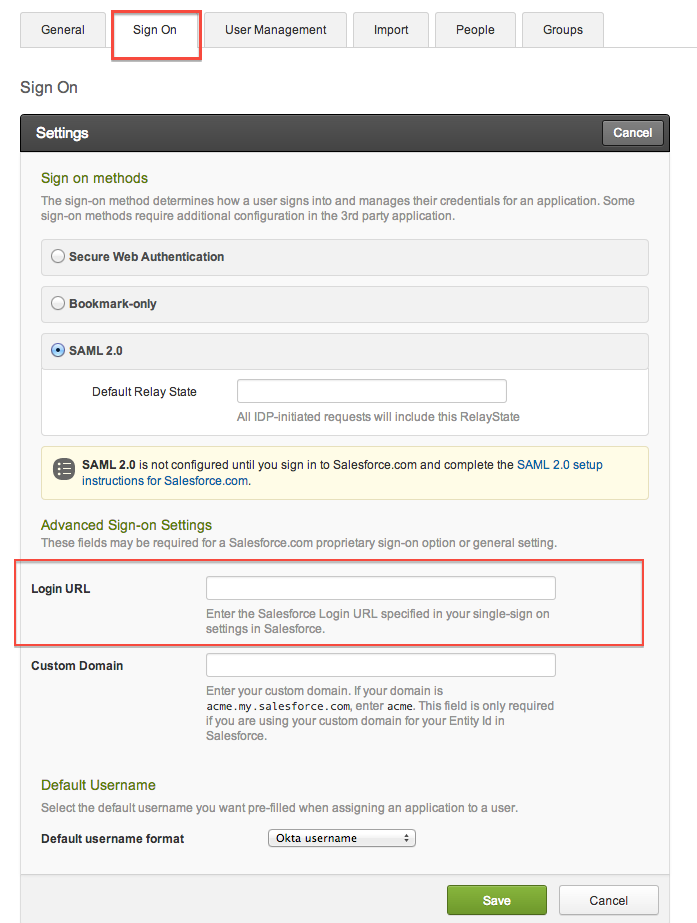 General Sign On User Management Import People Groups
Sign On
Settings Cancel
Sign on methods
The sign-on method determines how a user signs into and manages their credentials for an application. Some
sign-on methods require additional configuration in the 3rd party application.
Secure Web Authentication
Bookmark-only
SAML 2.0
Default Relay State
All IDP-initiated requests will include this RelayState
SAML 2.0 is not configured until you sign in to Salesforce.com and complete the SAML 2.0 setup
instructions for Salesforce.com.
Advanced Sign-on Settings
These fields may be required for a Salesforce.com proprietary sign-on option or general setting.
Login URL
Enter the Salesforce Login URL specified in your single-sign on
settings in Salesforce.
Custom Domain
Enter your custom domain. If your domain is
acme.my.salesforce.com, enter acme. This field is only required
if you are using your custom domain for your Entity Id in
Salesforce.
Default Username
Select the default username you want pre-filled when assigning an application to a user.
Default username format Okta username
Save Cancel